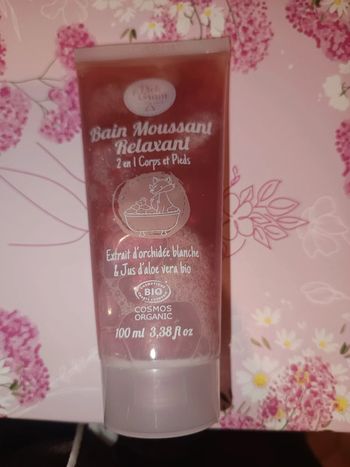 Bain Moussant
Relaxant
2 en 1 Corps et Pieds
Extrait d'orchidée blanche
& Jus d'aloe vera bio
BIO
COSMOS
ORGANIC
100 ml 3,38 fl oz